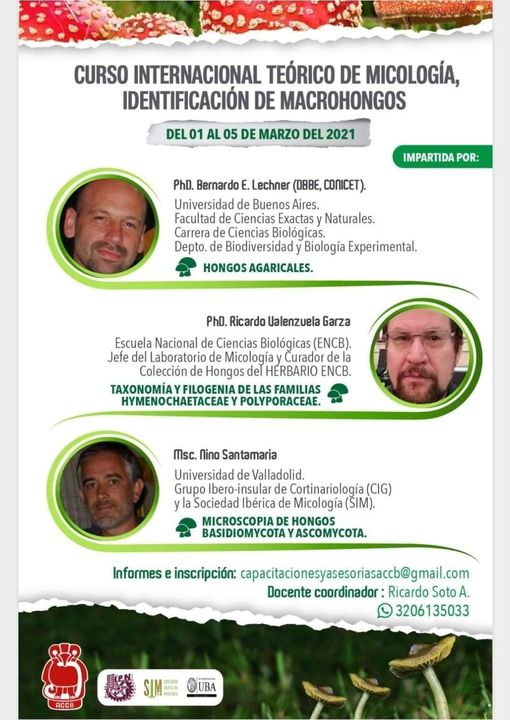 CURSO INTERNACIONAL TEÓRICO DE MICOLOGÍA,
IDENTIFICACIÓN DE MACROHONGOS
DEL 01 AL 05 DE MARZO DEL 2021
IMPARTIDA POR:
PhD. Bernardo E. Lechner (DBBE, CONICET).
Universidad de Buenos Aires.
Facultad de Ciencias Exactas y Naturales.
Carrera de Ciencias Biológicas.
Depto. de Biodiversidad y Biología Experimental.
HONGOS AGARICALES.
PhD. Ricardo Valenzuela Garza
Escuela Nacional de Ciencias Biológicas (ENCB).
Jefe del Laboratorio de Micología y Curador de la
Colección de Hongos del HERBARIO ENCB.
TAXONOMÍA Y FILOGENIA DE LAS FAMILIAS
HYMENOCHAETACEAE Y POLYPORACEAE.
Msc. Nino Santamaria
Universidad de Valladolid.
Grupo Ibero-insular de Cortinariología (CIG)
y la Sociedad Ibérica de Micología (SIM).
MICROSCOPIA DE HONGOS
BASIDIOMYCOTA Y ASCOMYCOTA.
Informes e inscripción: capacitacionesyasesoriasaccb@gmail.com
Docente coordinador : Ricardo Soto A.
3206135033
ACCB
IPN
SIM
UBA